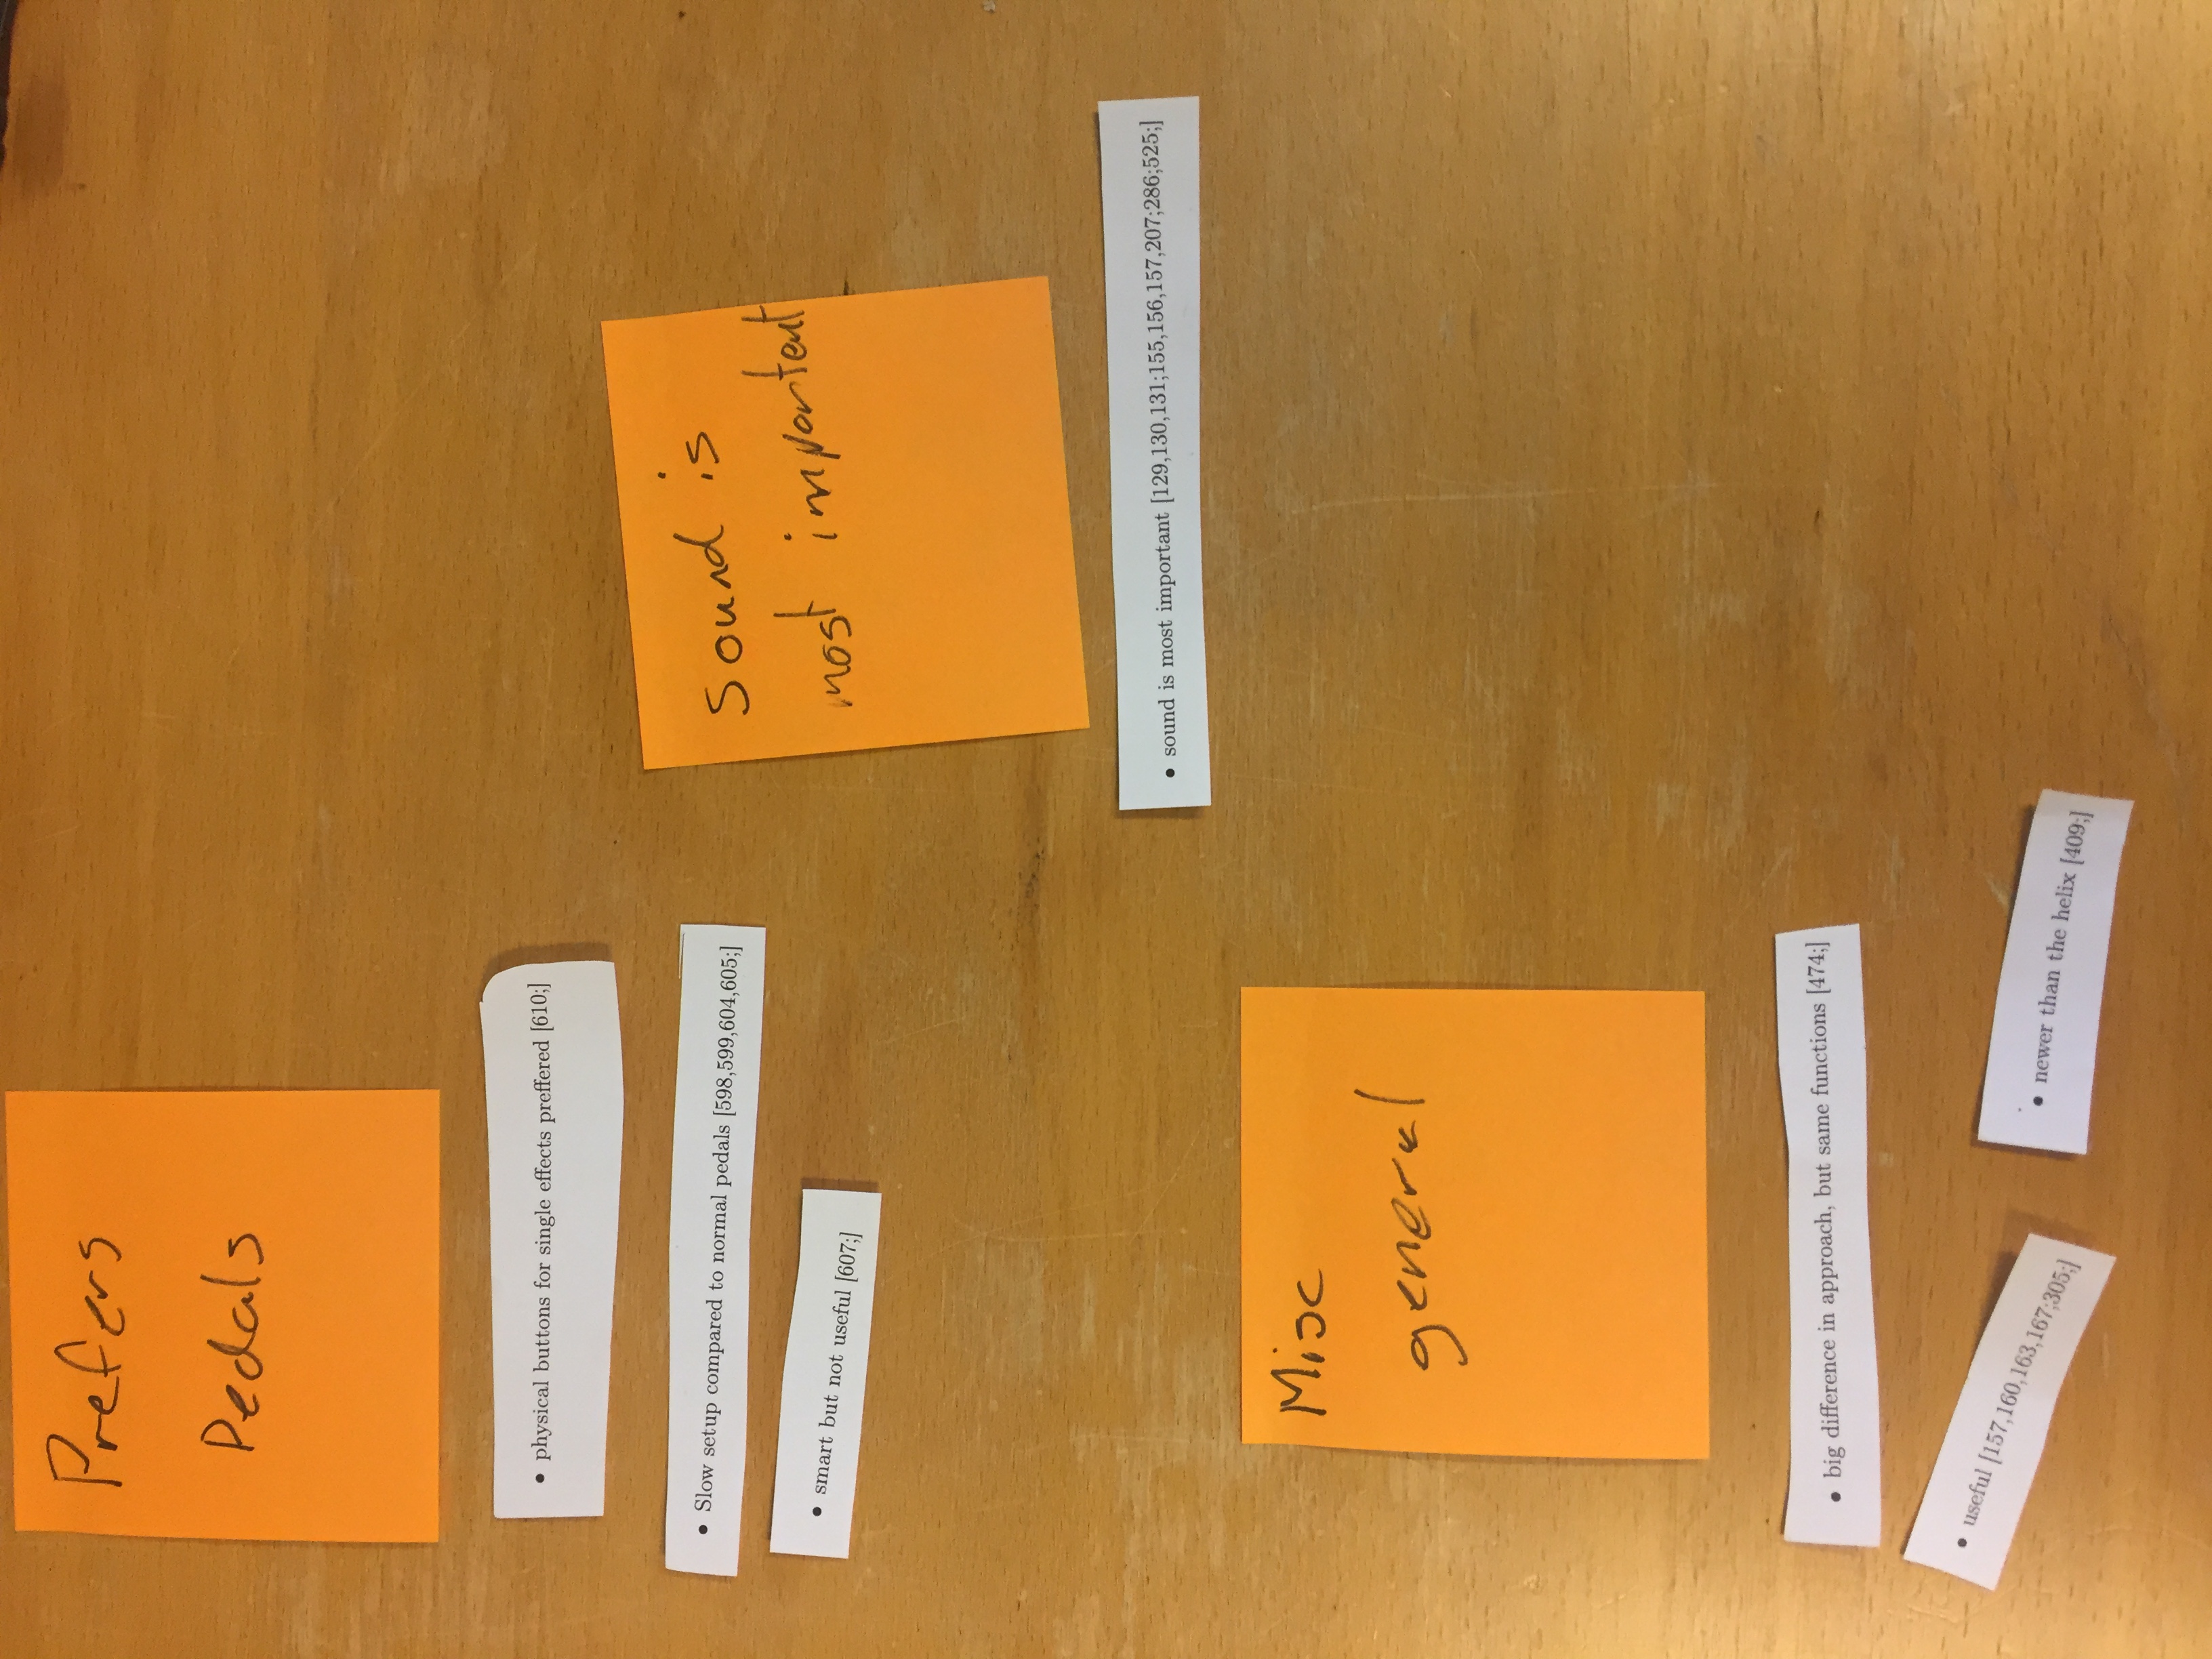 Prefers
Pedals
• physical buttons for single effects preffered [610;]
• Slow setup compared to normal pedals [598,599,604,605;]
• smart but not useful [607;]
Sound is
most importent
• sound is most important [129,130,131;155,156,157,207;286;525;]
Misc
general
• big difference in approach, but same functions [474;]
• useful [157,160,163,167;305;]
• newer than the helix [409;]